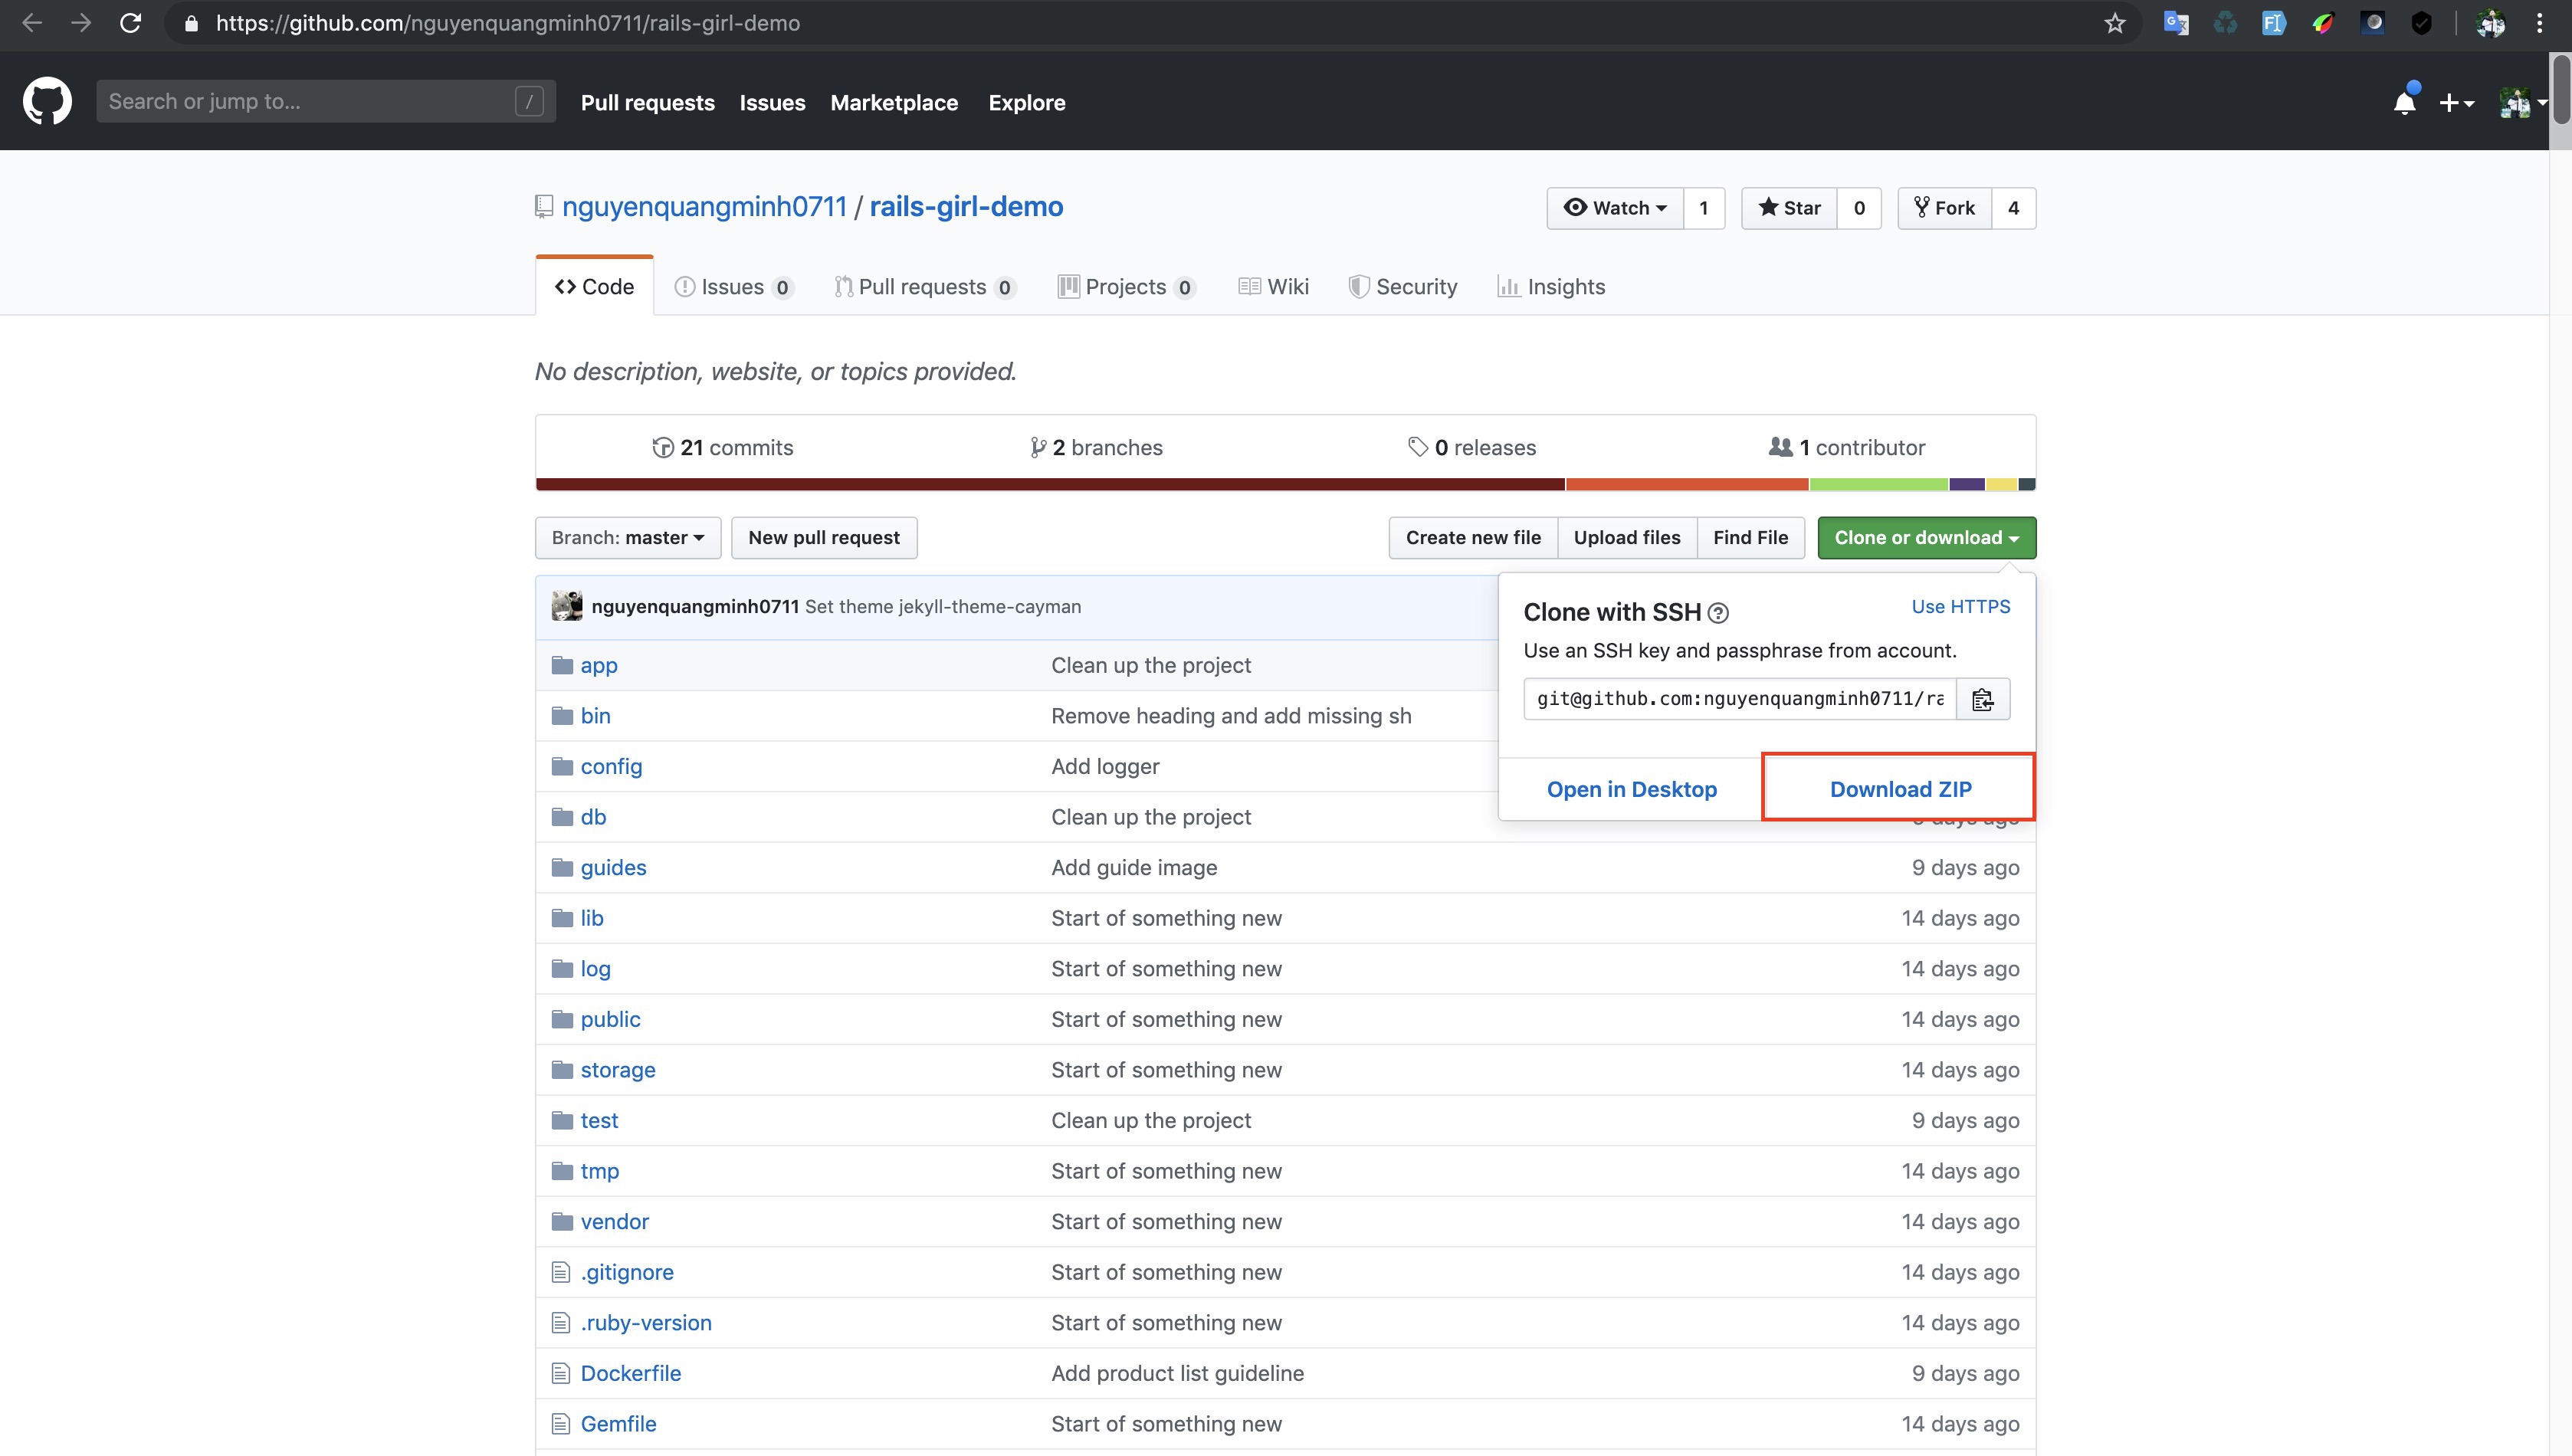 https://github.com/nguyenquangminh0711/rails-girl-demo
Search or jump to... /
Pull requests Issues Marketplace Explore
nguyenquangminh0711 / rails-girl-demo
Watch 1 Star 0 Fork 4
Code Issues 0 Pull requests 0 Projects 0 Wiki Security Insights
No description, website, or topics provided.
21 commits 2 branches 0 releases 1 contributor
Branch: master New pull request Create new file Upload files Find File Clone or download
nguyenquangminh0711 Set theme jekyll-theme-cayman
Clone with SSH Use HTTPS
Use an SSH key and passphrase from account.
git@github.com:nguyenquangminh0711/ra
Open in Desktop Download ZIP
app Clean up the project
bin Remove heading and add missing sh
config Add logger
db Clean up the project
guides Add guide image 9 days ago
lib Start of something new 14 days ago
log Start of something new 14 days ago
public Start of something new 14 days ago
storage Start of something new 14 days ago
test Clean up the project 9 days ago
tmp Start of something new 14 days ago
vendor Start of something new 14 days ago
.gitignore Start of something new 14 days ago
.ruby-version Start of something new 14 days ago
Dockerfile Add product list guideline 9 days ago
Gemfile Start of something new 14 days ago